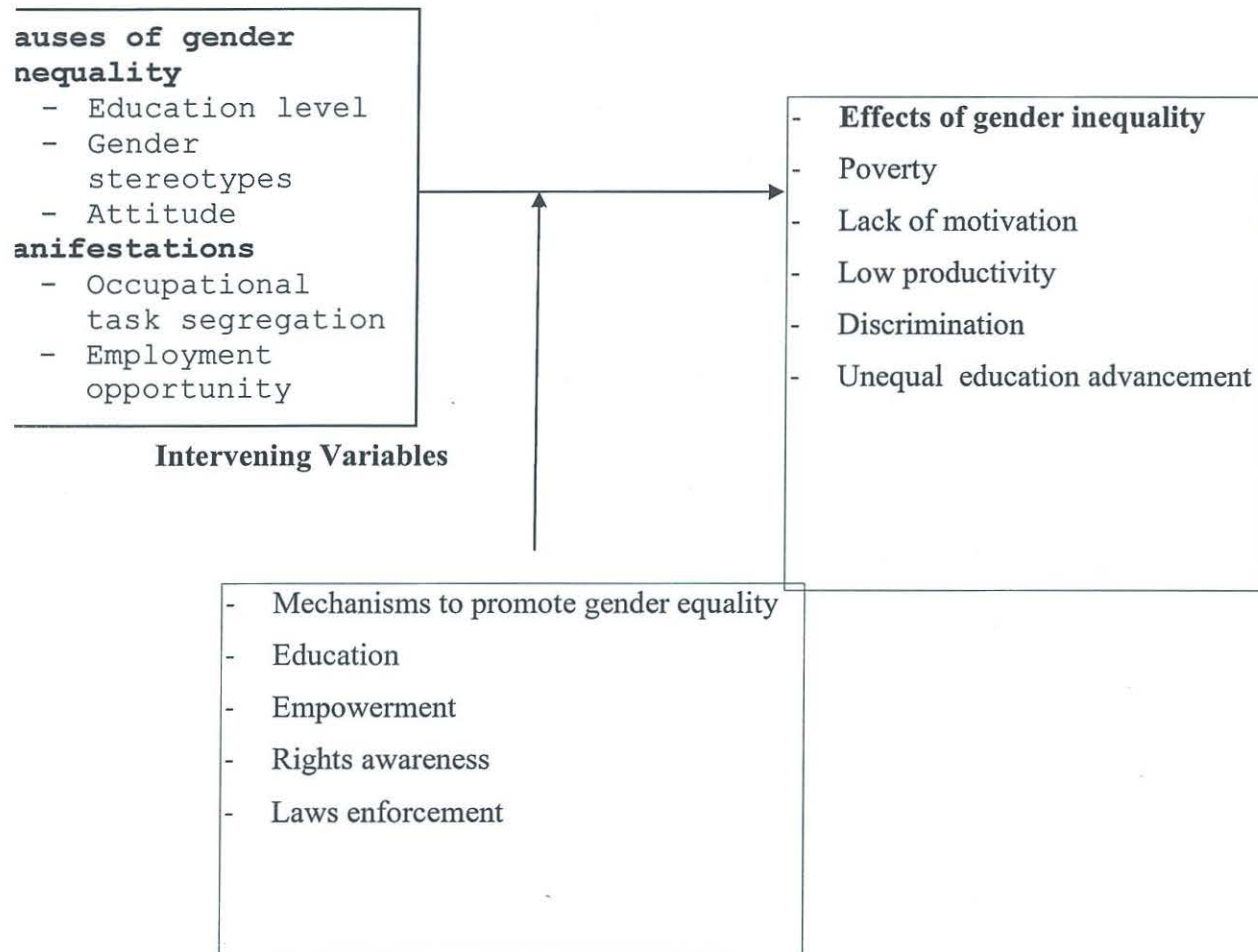 auses of gender
nequality
- Education level
- Gender
stereotypes
- Attitude
anifestations
- Occupational
task segregation
- Employment
opportunity
- Effects of gender inequality
- Poverty
- Lack of motivation
- Low productivity
- Discrimination
- Unequal education advancement
Intervening Variables
- Mechanisms to promote gender equality
- Education
- Empowerment
- Rights awareness
- Laws enforcement